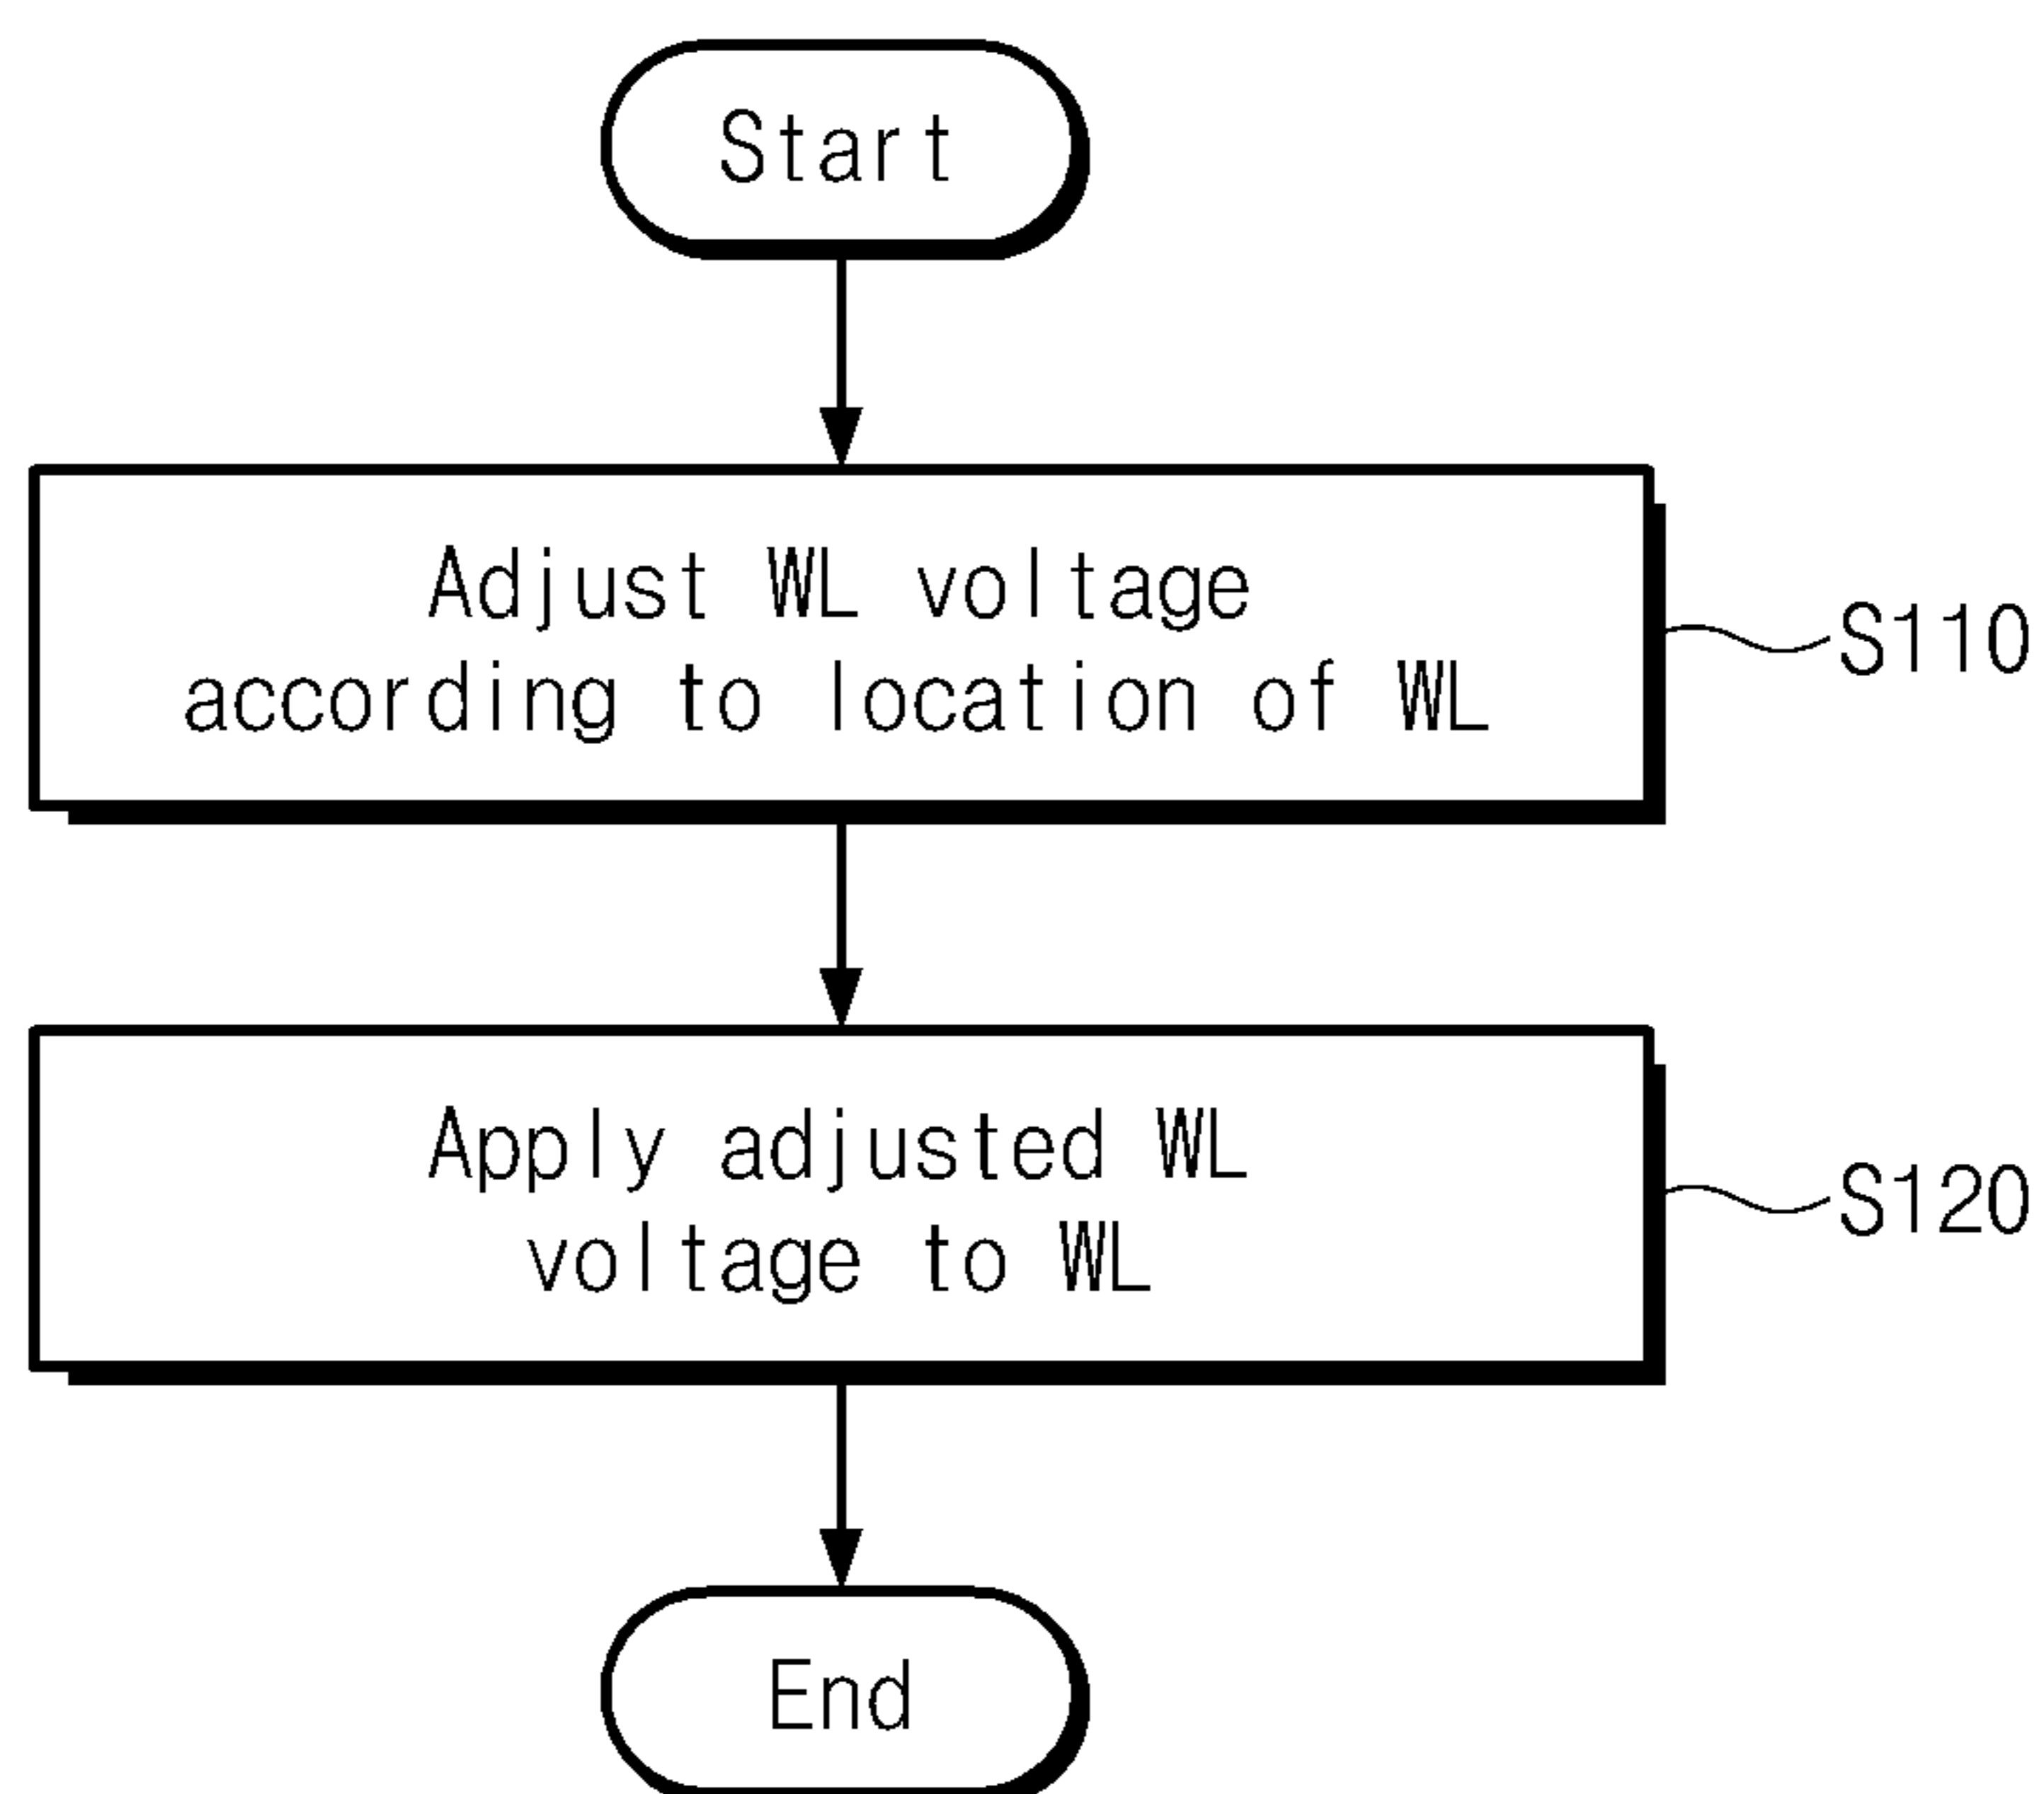 Start
Adjust WL voltage
according to location of WL
S110
Apply adjusted WL
voltage to WL
S120
End